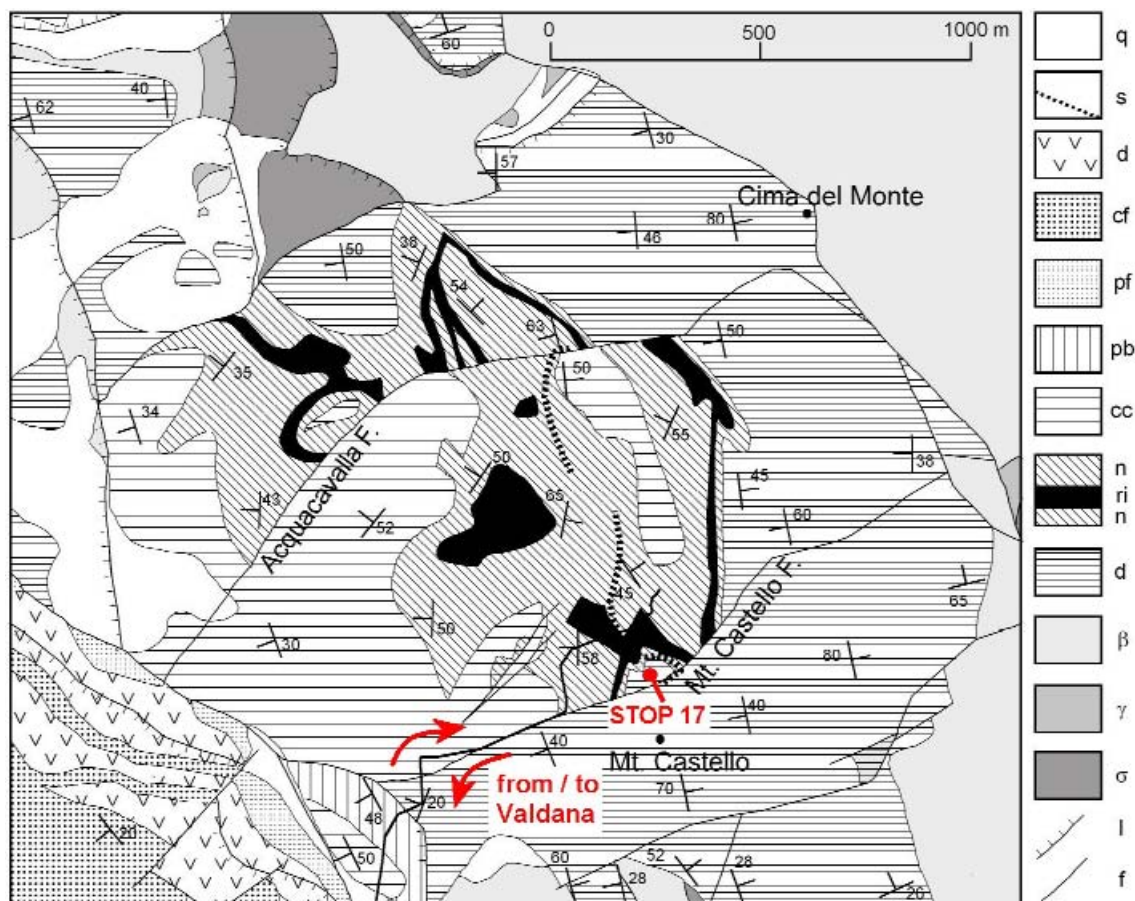 0 500 1000 m
60
40
62
30
57
Cima del Monte
80
46
50
38
54
63
50
50
35
34
55
50
45
38
43
65
52
60
Acquacavalla F.
45
65
50
30
58
Mt. Castello F.
80
STOP 17
40
40
Mt. Castello
from / to
Valdana
70
20
48
20
50
60
52
28
28
26
q
s
d
cf
pf
pb
cc
n
ri
n
d
β
γ
σ
l
f